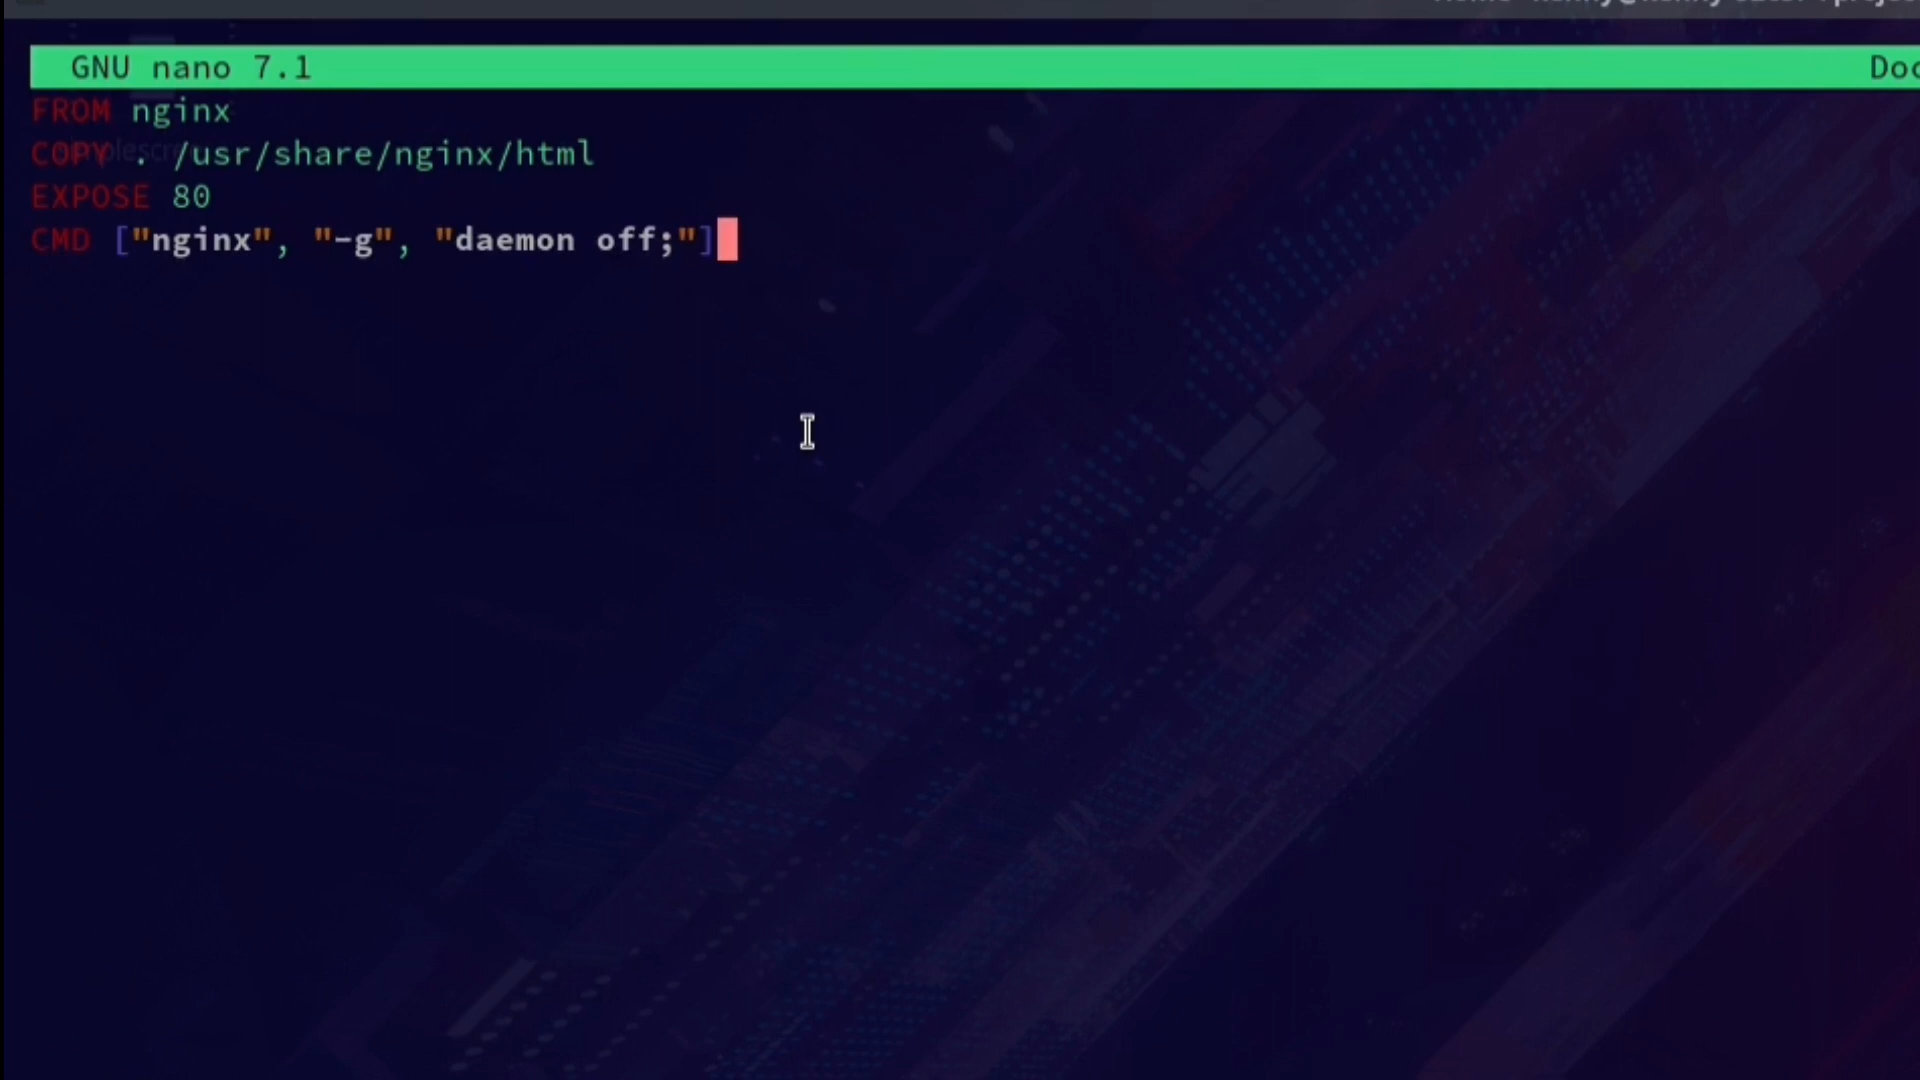 GNU nano 7.1
FROM nginx
COPY . /usr/share/nginx/html
EXPOSE 80
CMD ["nginx", "-g", "daemon off;"]